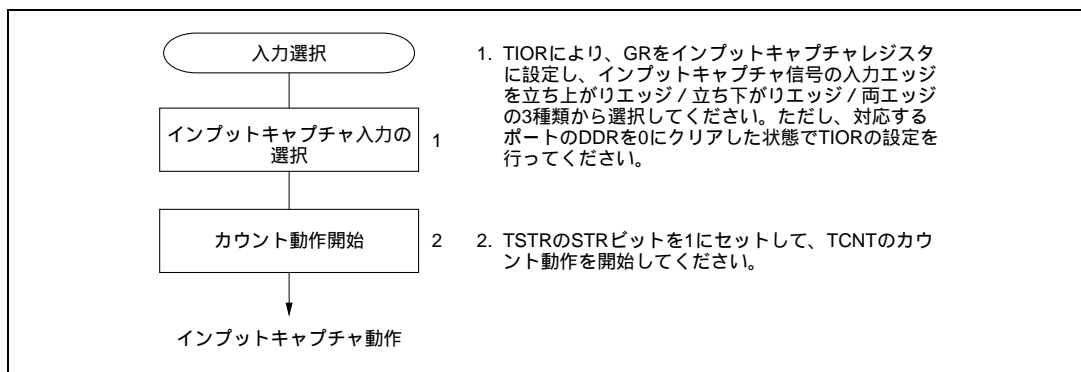 入力選択
インプットキャプチャ入力の
選択
1
カウント動作開始
2
インプットキャプチャ動作
1. TIORにより、GRをインプットキャプチャレジスタ
に設定し、インプットキャプチャ信号の入力エッジ
を立ち上がりエッジ / 立ち下がりエッジ / 両エッジ
の3種類から選択してください。ただし、対応する
ポートのDDRを0にクリアした状態でTIORの設定を
行ってください。
2. TSTRのSTRビットを1にセットして、TCNTのカウ
ント動作を開始してください。